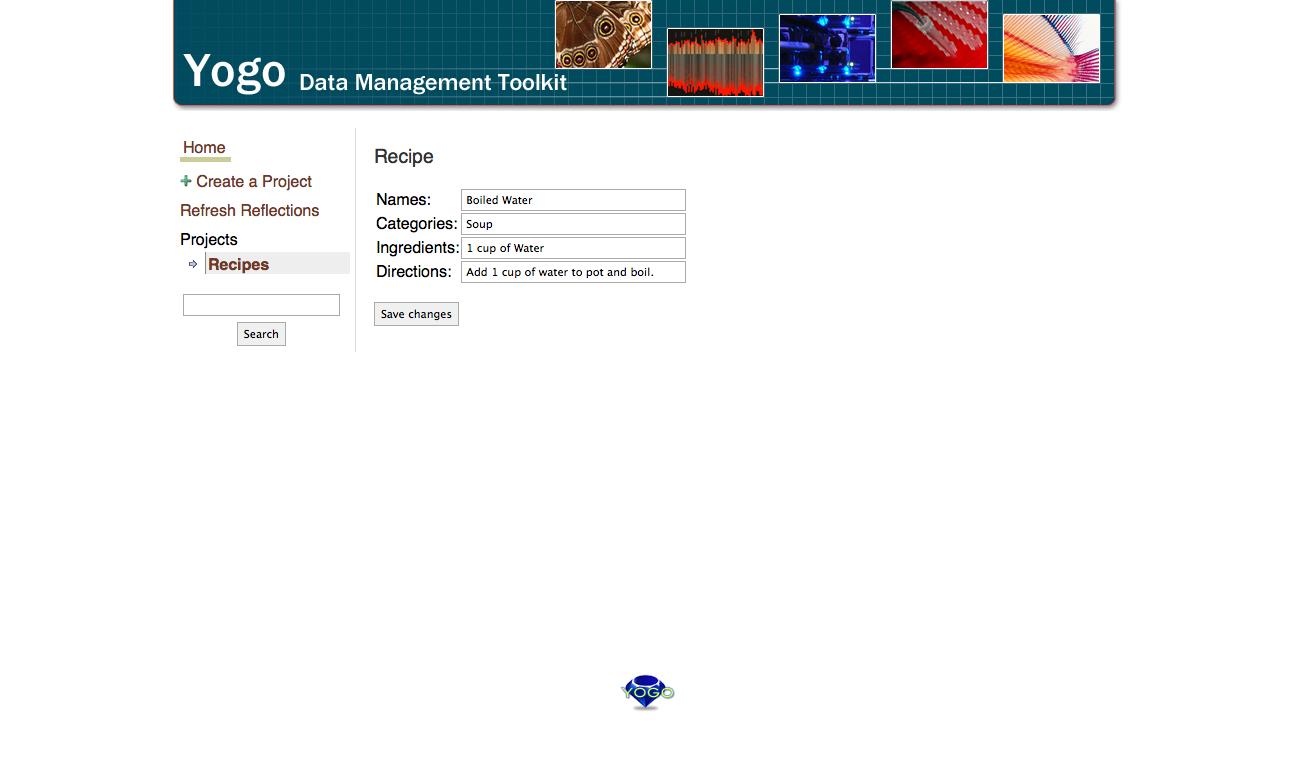 Yogo Data Management Toolkit
Home
Create a Project
Refresh Reflections
Projects
Recipes
Search
Recipe
Names: Boiled Water
Categories: Soup
Ingredients: 1 cup of Water
Directions: Add 1 cup of water to pot and boil.
Save changes
YOGO